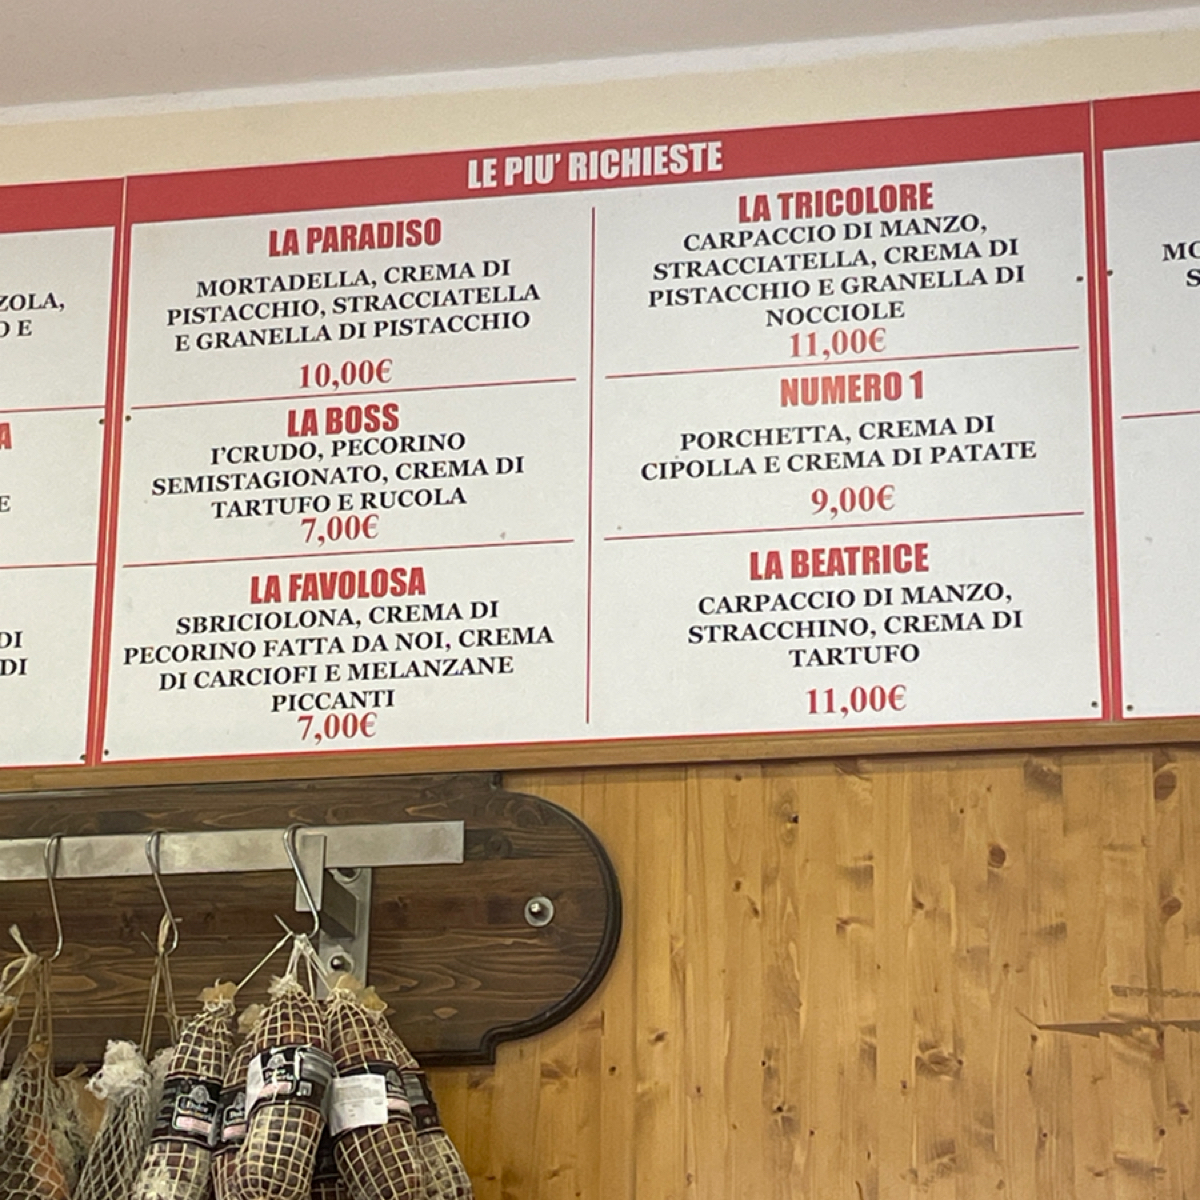 LE PIU' RICHIESTE
LA PARADISO
MORTADELLA, CREMA DI
PISTACCHIO, STRACCIATELLA
E GRANELLA DI PISTACCHIO
10,00€
LA BOSS
I'CRUDO, PECORINO
SEMISTAGIONATO, CREMA DI
TARTUFO E RUCOLA
7,00€
LA FAVOLOSA
SBRICIOLONA, CREMA DI
PECORINO FATTA DA NOI, CREMA
DI CARCIOFI E MELANZANE
PICCANTI
7,00€
LA TRICOLORE
CARPACCIO DI MANZO,
STRACCIATELLA, CREMA DI
PISTACCHIO E GRANELLA DI
NOCCIOLE
11,00€
NUMERO 1
PORCHETTA, CREMA DI
CIPOLLA E CREMA DI PATATE
9,00€
LA BEATRICE
CARPACCIO DI MANZO,
STRACCHINO, CREMA DI
TARTUFO
11,00€
E
DI
DI